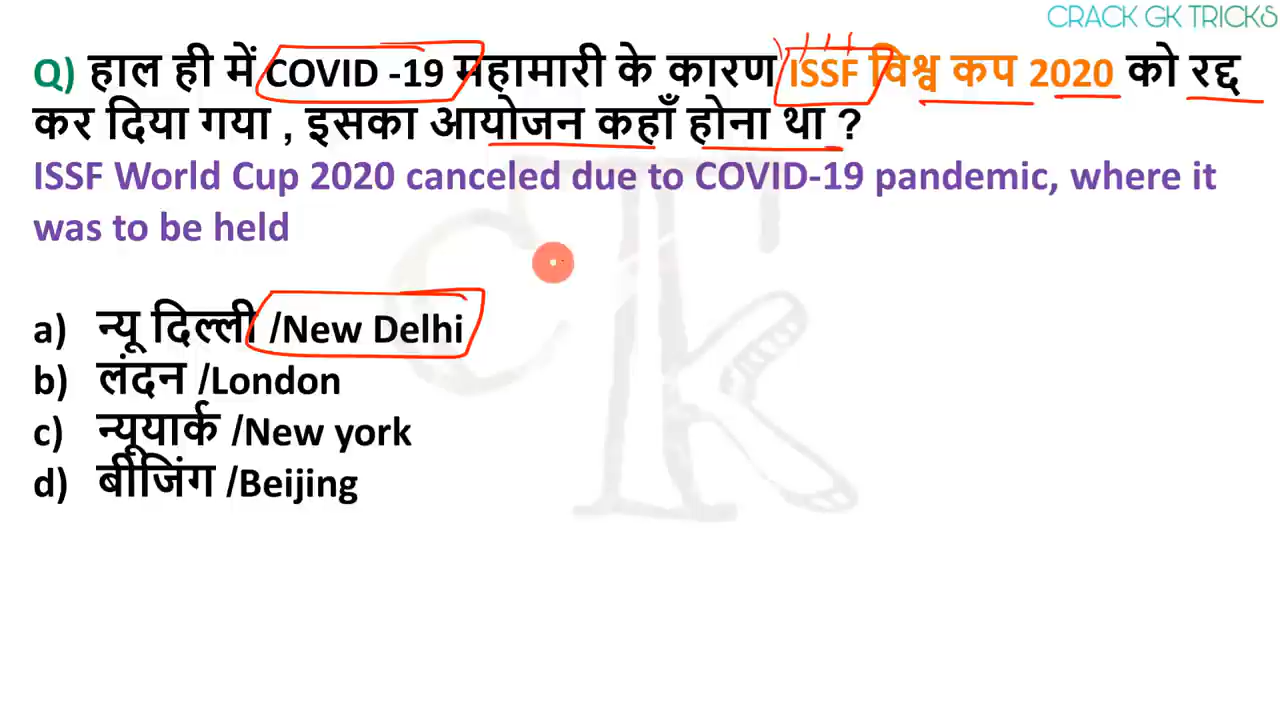 CRACK GK TRICKS
Q) हाल ही में COVID -19 महामारी के कारण ISSF विश्व कप 2020 को रद्द
कर दिया गया , इसका आयोजन कहाँ होना था ?
ISSF World Cup 2020 canceled due to COVID-19 pandemic, where it
was to be held
a) न्यू दिल्ली /New Delhi
b) लंदन /London
c) न्यूयार्क /New york
d) बीजिंग /Beijing